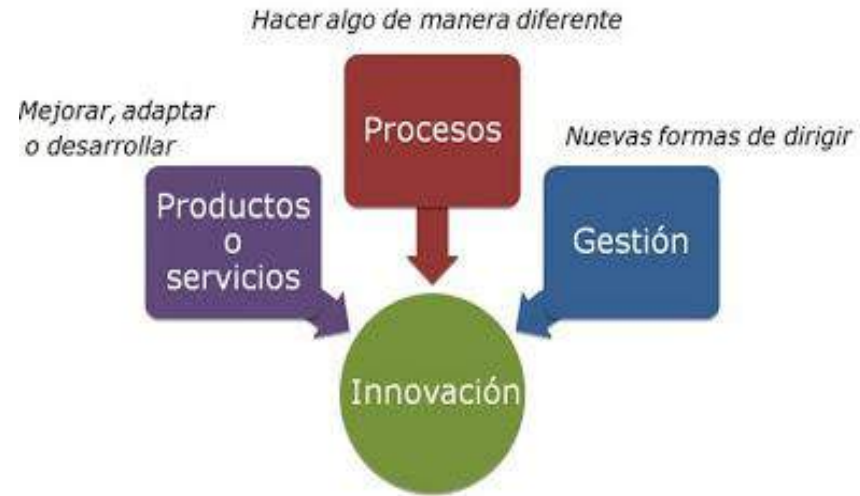 Hacer algo de manera diferente
Mejorar, adaptar
o desarrollar
Procesos
Nuevas formas de dirigir
Productos
o
servicios
Gestión
Innovación